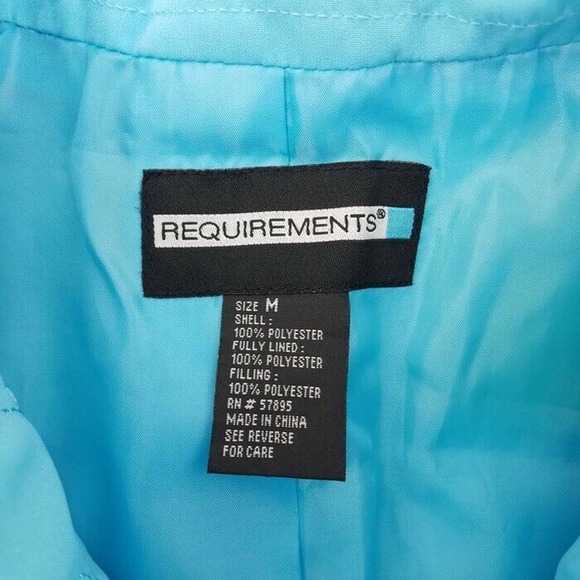 REQUIREMENTS®
SIZE M
SHELL :
100% POLYESTER
FULLY LINED :
100% POLYESTER
FILLING :
100% POLYESTER
RN # 57895
MADE IN CHINA
SEE REVERSE
FOR CARE